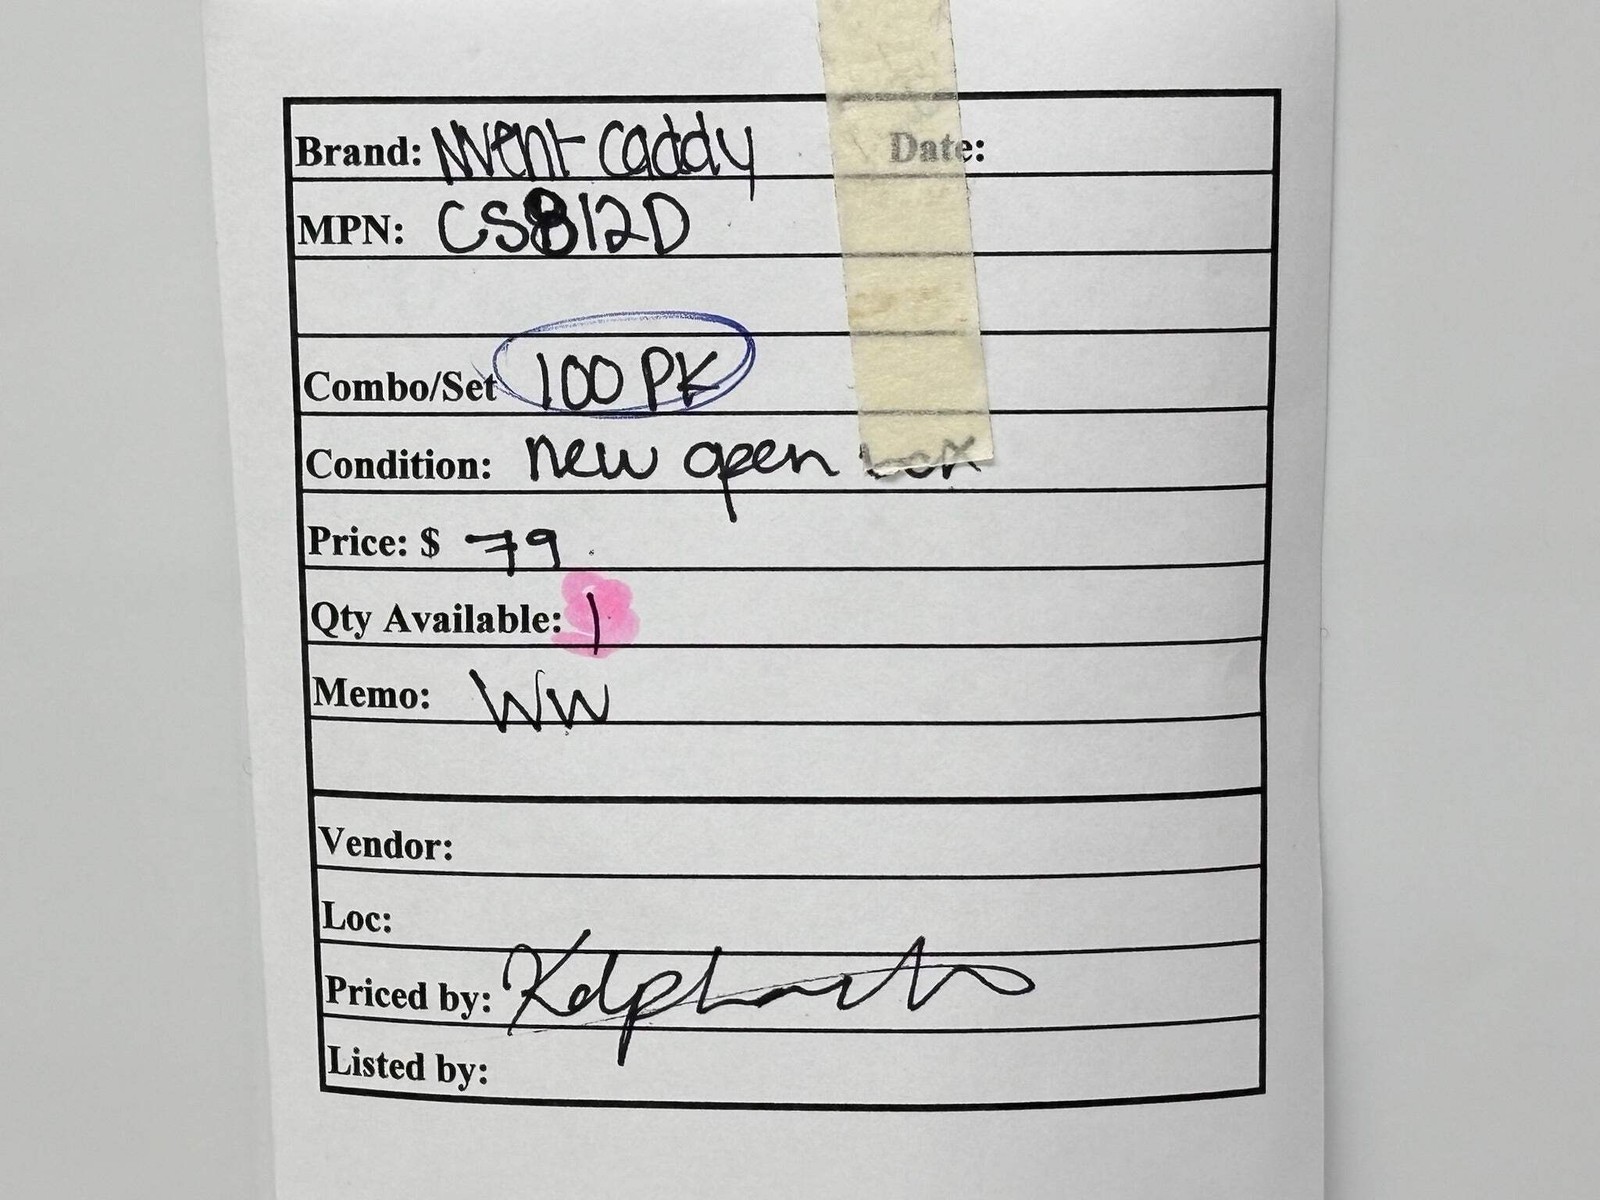 Brand: nvent caddy Date:
MPN: CS812D
Combo/Set 100 PK
Condition: new open box
Price: $ 79
Qty Available: 1
Memo: WW
Vendor:
Loc:
Priced by:
Listed by: